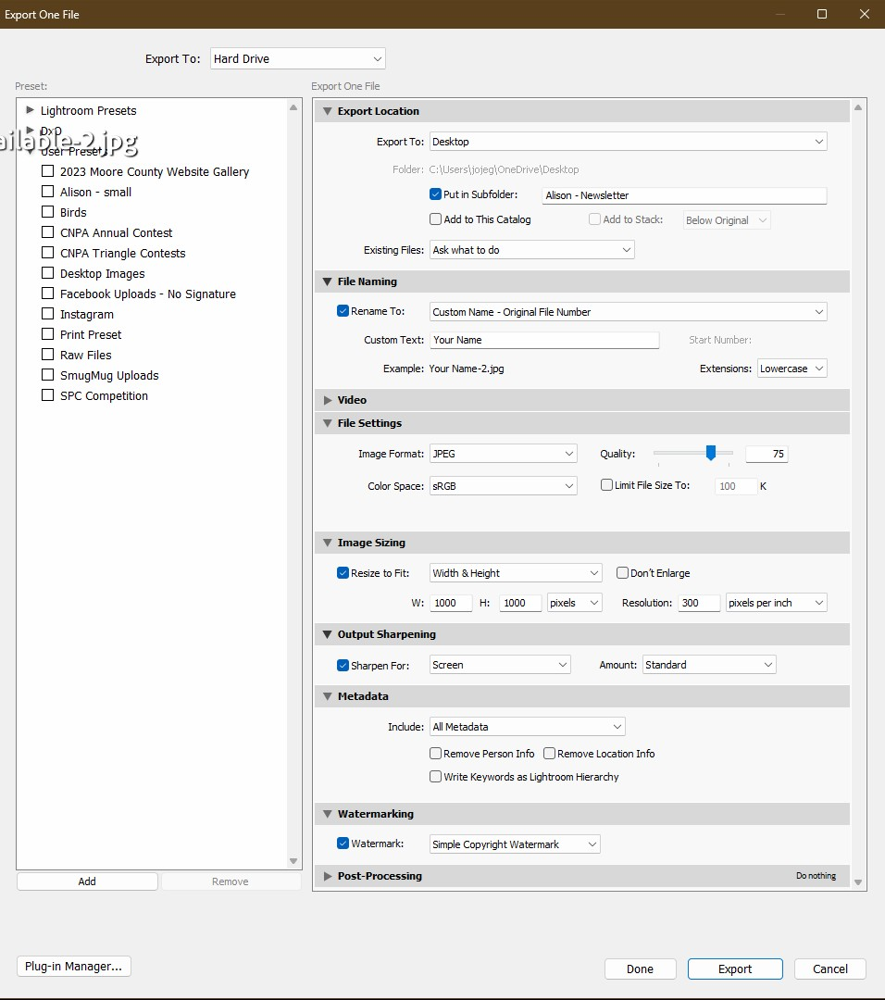 Export One File
Export To: Hard Drive
Preset:
Lightroom Presets
DxO
ailable-2.jpg
User Presets
2023 Moore County Website Gallery
Alison - small
Birds
CNPA Annual Contest
CNPA Triangle Contests
Desktop Images
Facebook Uploads - No Signature
Instagram
Print Preset
Raw Files
SmugMug Uploads
SPC Competition
Add Remove
Export One File
Export Location
Export To: Desktop
Folder: C:\Users\jojeg\OneDrive\Desktop
Put in Subfolder: Alison - Newsletter
Add to This Catalog Add to Stack: Below Original
Existing Files: Ask what to do
File Naming
Rename To: Custom Name - Original File Number
Custom Text: Your Name Start Number:
Example: Your Name-2.jpg Extensions: Lowercase
Video
File Settings
Image Format: JPEG Quality: 75
Color Space: sRGB Limit File Size To: 100 K
Image Sizing
Resize to Fit: Width & Height Don't Enlarge
W: 1000 H: 1000 pixels Resolution: 300 pixels per inch
Output Sharpening
Sharpen For: Screen Amount: Standard
Metadata
Include: All Metadata
Remove Person Info Remove Location Info
Write Keywords as Lightroom Hierarchy
Watermarking
Watermark: Simple Copyright Watermark
Post-Processing Do nothing
Plug-in Manager... Done Export Cancel